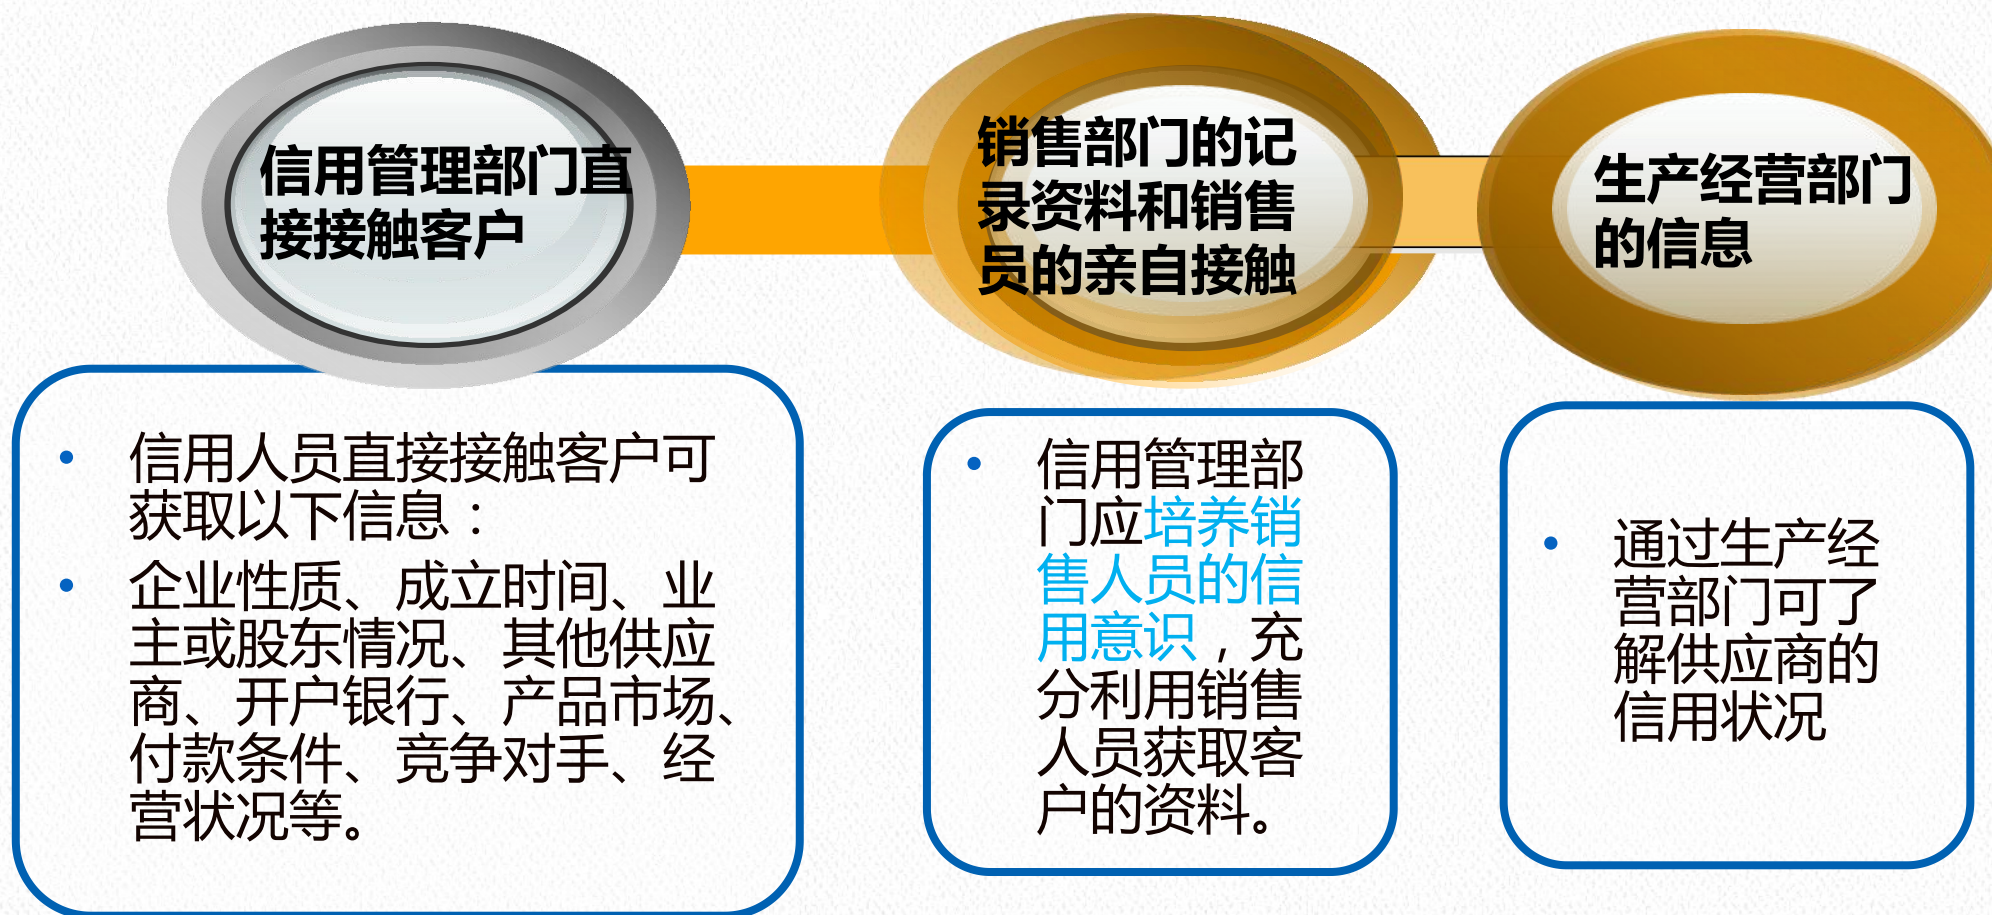 信用管理部门直
接接触客户
销售部门的记
录资料和销售
员的亲自接触
生产经营部门
的信息
• 信用人员直接接触客户可
获取以下信息：
• 企业性质、成立时间、业
主或股东情况、其他供应
商、开户银行、产品市场、
付款条件、竞争对手、经
营状况等。
• 信用管理部
门应培养销
售人员的信
用意识，充
分利用销售
人员获取客
户的资料。
• 通过生产经
营部门可了
解供应商的
信用状况